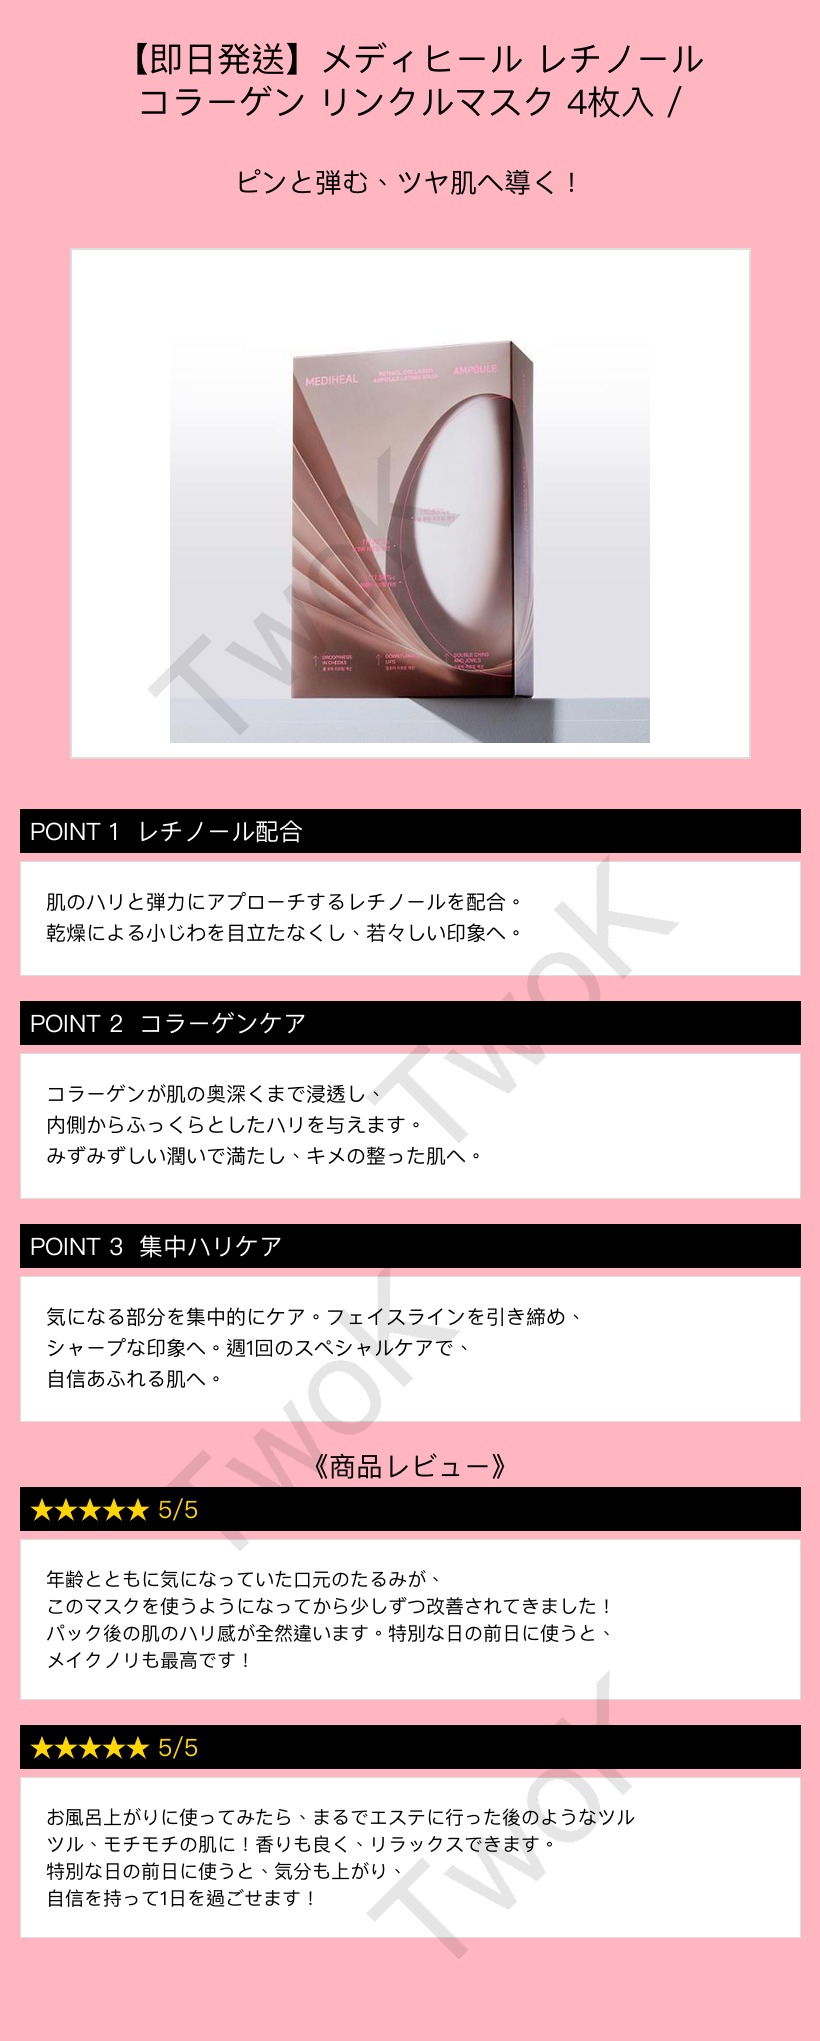 【即日発送】メディヒール レチノール
コラーゲン リンクルマスク 4枚入 /
ピンと弾む、ツヤ肌へ導く！
MEDIHEAL
RETINOL COLLAGEN
AMPOULE LIFTING MASK
AMPOULE
DROOPINESS
IN CHEEKS
LIPS
DOUBLE CHINS
AND JOWLS
TwoK
POINT 1 レチノール配合
肌のハリと弾力にアプローチするレチノールを配合。
乾燥による小じわを目立たなくし、若々しい印象へ。
TwoK
POINT 2 コラーゲンケア
コラーゲンが肌の奥深くまで浸透し、
内側からふっくらとしたハリを与えます。
みずみずしい潤いで満たし、キメの整った肌へ。
POINT 3 集中ハリケア
気になる部分を集中的にケア。フェイスラインを引き締め、
シャープな印象へ。週1回のスペシャルケアで、
自信あふれる肌へ。
TwoK
《商品レビュー》
★★★★★ 5/5
年齢とともに気になっていた口元のたるみが、
このマスクを使うようになってから少しずつ改善されてきました！
パック後の肌のハリ感が全然違います。特別な日の前日に使うと、
メイクノリも最高です！
★★★★★ 5/5
お風呂上がりに使ってみたら、まるでエステに行った後のようなツル
ツル、モチモチの肌に！香りも良く、リラックスできます。
特別な日の前日に使うと、気分も上がり、
自信を持って1日を過ごせます！
TwoK